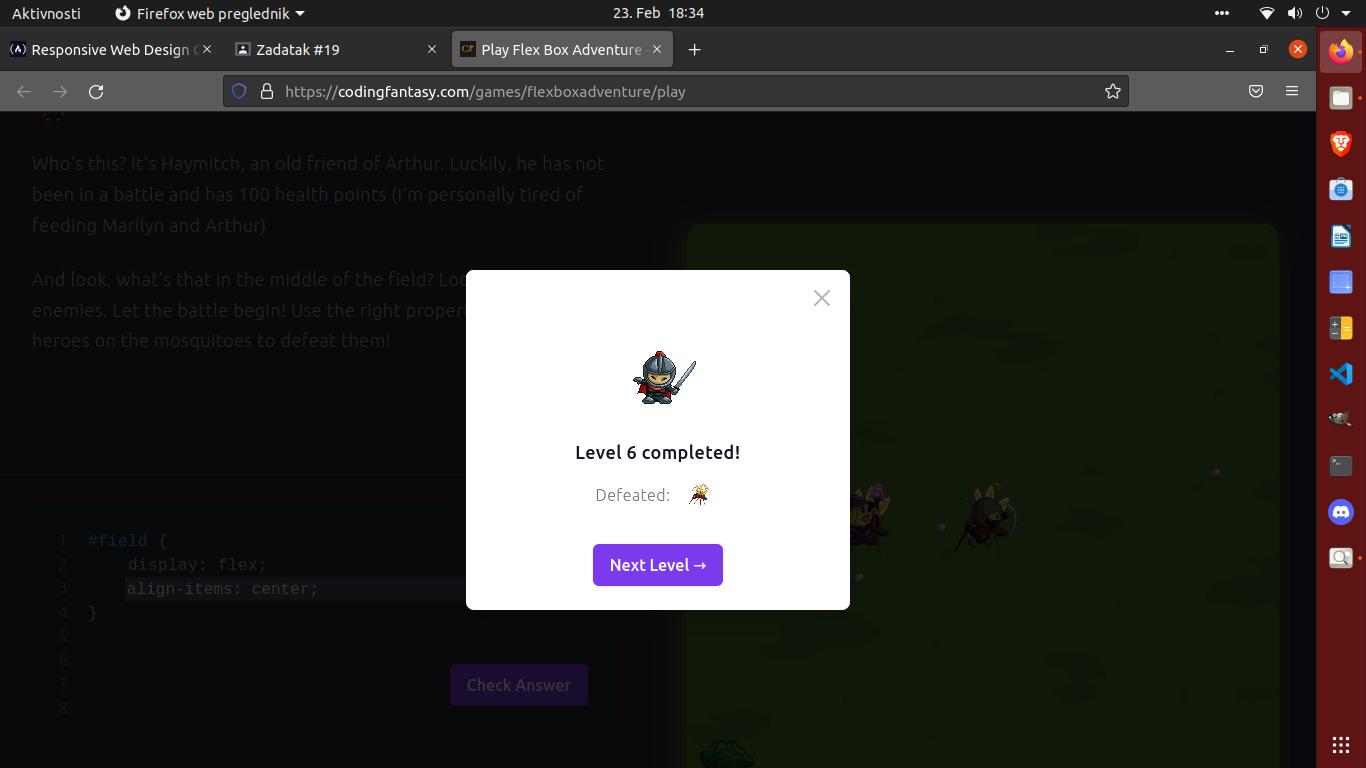 Aktivnosti
Firefox web preglednik
23. Feb 18:34
Responsive Web Design
Zadatak #19
Play Flex Box Adventure
https://codingfantasy.com/games/flexboxadventure/play
Who's this? It's Haymitch, an old friend of Arthur. Luckily, he has not
been in a battle and has 100 health points (I'm personally tired of
feeding Marilyn and Arthur)
And look, what's that in the middle of the field?
enemies. Let the battle begin! Use the right
heroes on the mosquitoes to defeat them!
Level 6 completed!
Defeated:
Next Level →
1 #field {
2 display: flex;
3 align-items: center;
4 }
5
6
7
8
Check Answer